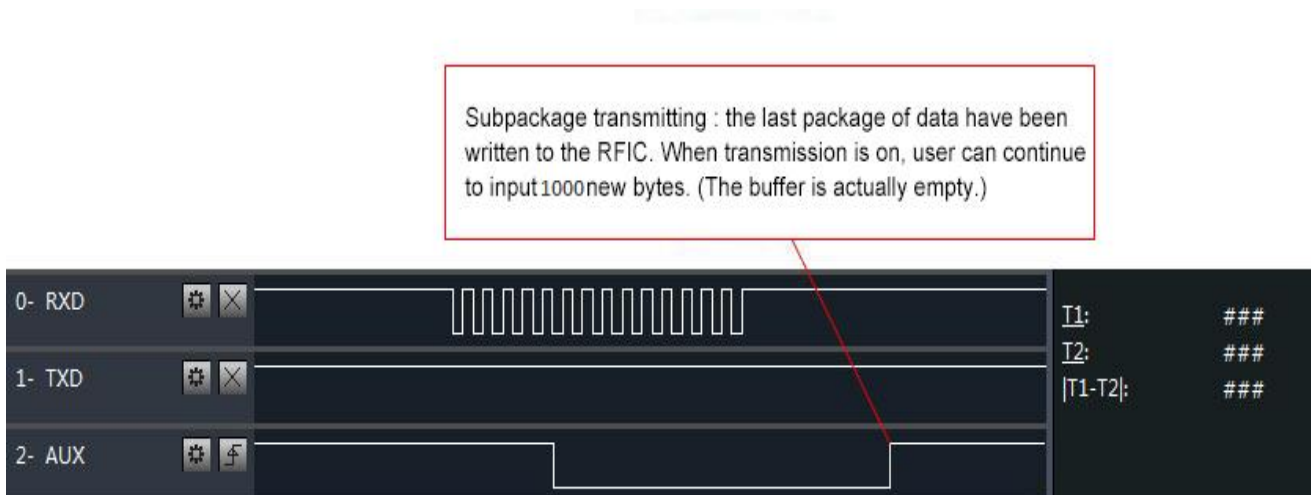 Subpackage transmitting : the last package of data have been
written to the RFIC. When transmission is on, user can continue
to input 1000 new bytes. (The buffer is actually empty.)
0- RXD
T1: ###
1- TXD
T2: ###
|T1-T2|: ###
2- AUX